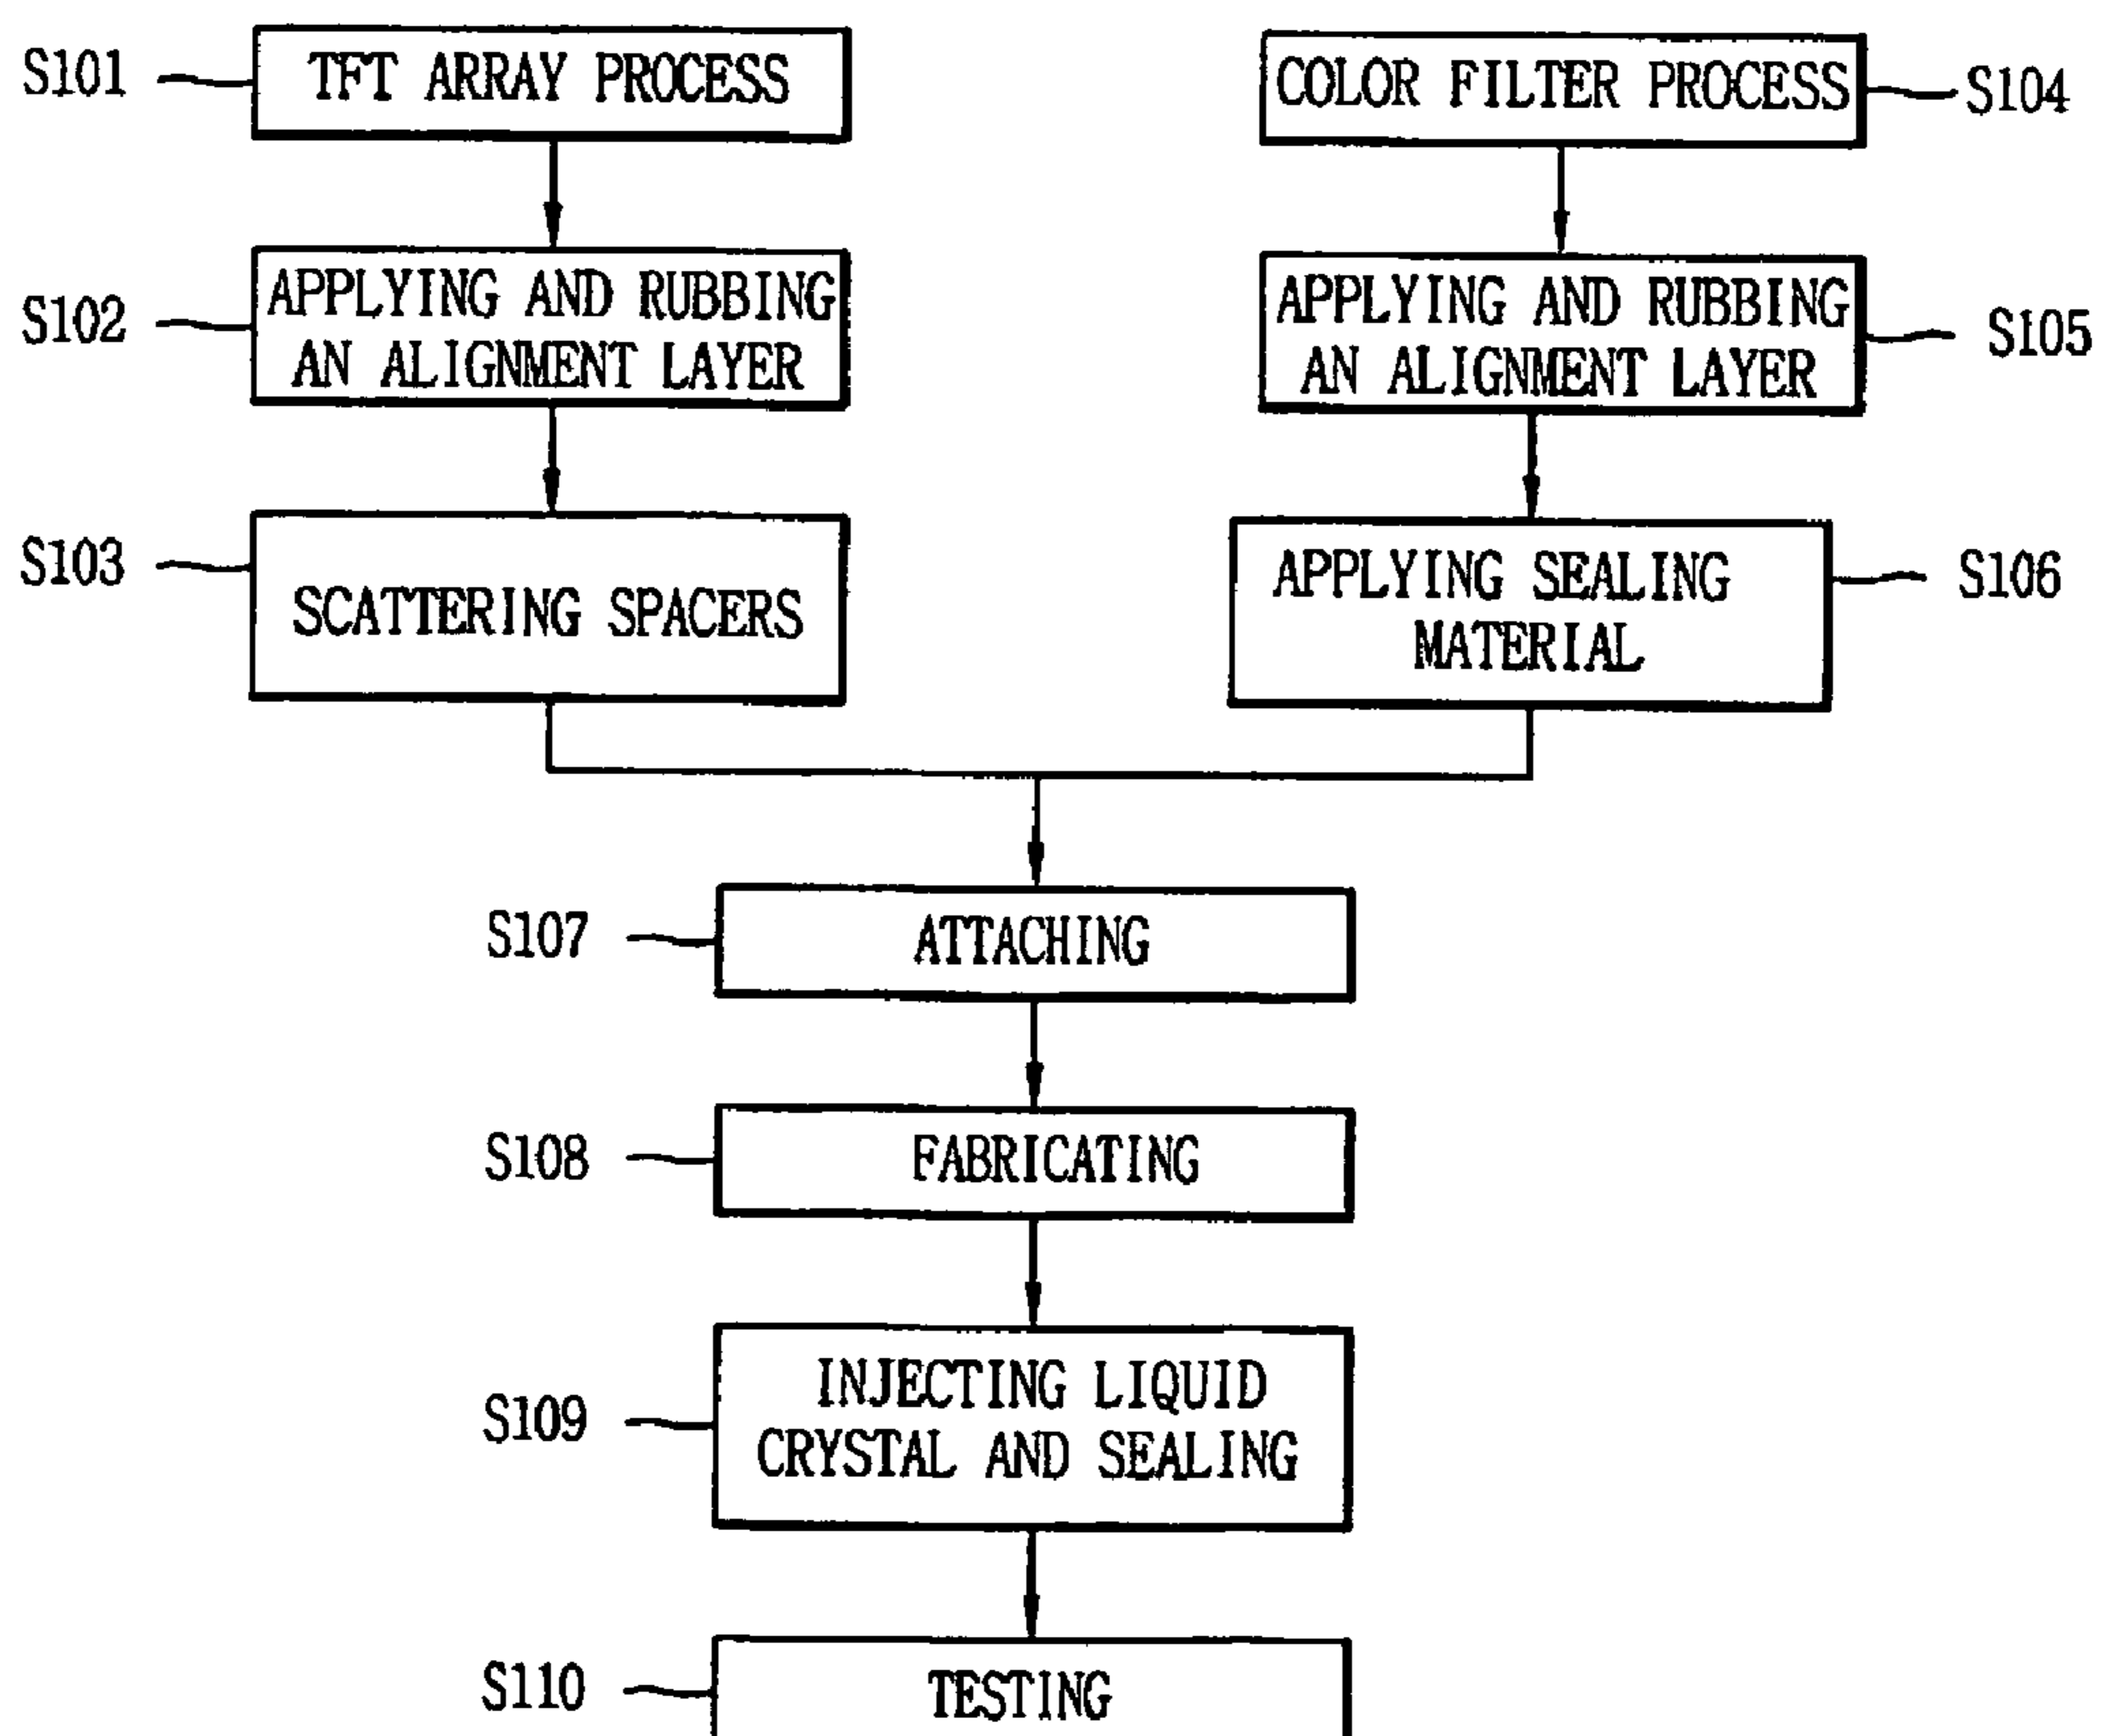 S101
TFT ARRAY PROCESS
COLOR FILTER PROCESS
S104
S102
APPLYING AND RUBBING
AN ALIGNMENT LAYER
APPLYING AND RUBBING
AN ALIGNMENT LAYER
S105
S103
SCATTERING SPACERS
APPLYING SEALING
MATERIAL
S106
S107
ATTACHING
S108
FABRICATING
S109
INJECTING LIQUID
CRYSTAL AND SEALING
S110
TESTING